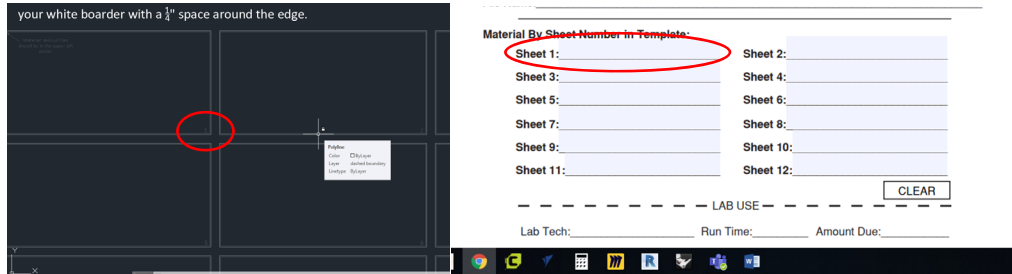 your white boarder with a ¼" space around the edge.
Polyline
Color ByLayer
Layer dashed boundary
Linetype ByLayer
Material By Sheet Number in Template:
Sheet 1: Sheet 2:
Sheet 3: Sheet 4:
Sheet 5: Sheet 6:
Sheet 7: Sheet 8:
Sheet 9: Sheet 10:
Sheet 11: Sheet 12:
CLEAR
LAB USE
Lab Tech: Run Time: Amount Due:
Y
X